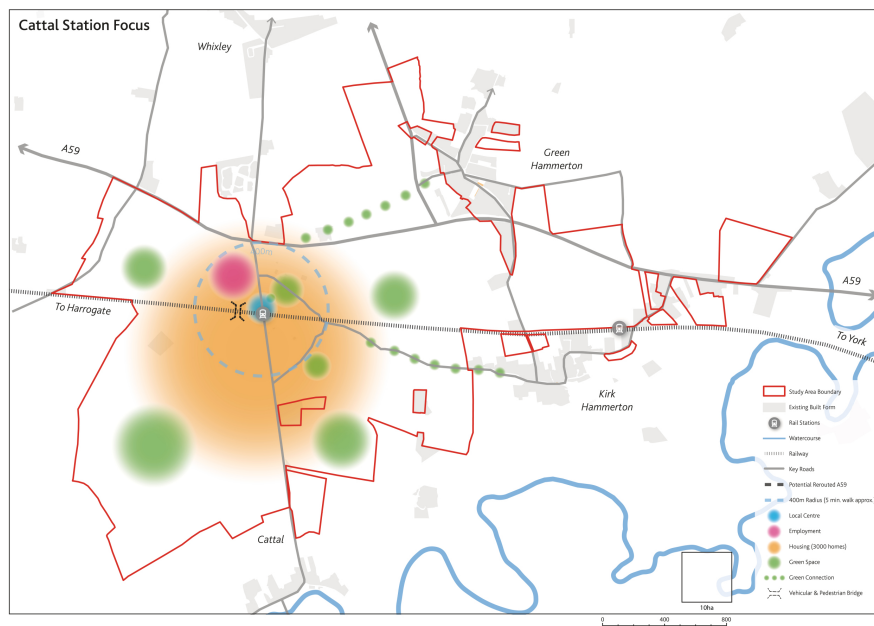 Cattal Station Focus
Whixley
A59
Green
Hammerton
400m
To Harrogate
A59
To York
Kirk
Hammerton
Cattal
Study Area Boundary
Existing Built Form
Rail Stations
Watercourse
Railway
Key Roads
Potential Rerouted A59
400m Radius (5 min. walk approx.
Local Centre
Employment
Housing (3000 homes)
Green Space
Green Connection
Vehicular & Pedestrian Bridge
10ha
0
400
800